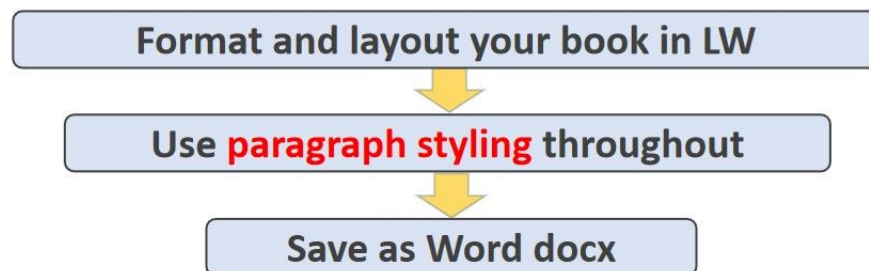 Format and layout your book in LW
Use paragraph styling throughout
Save as Word docx